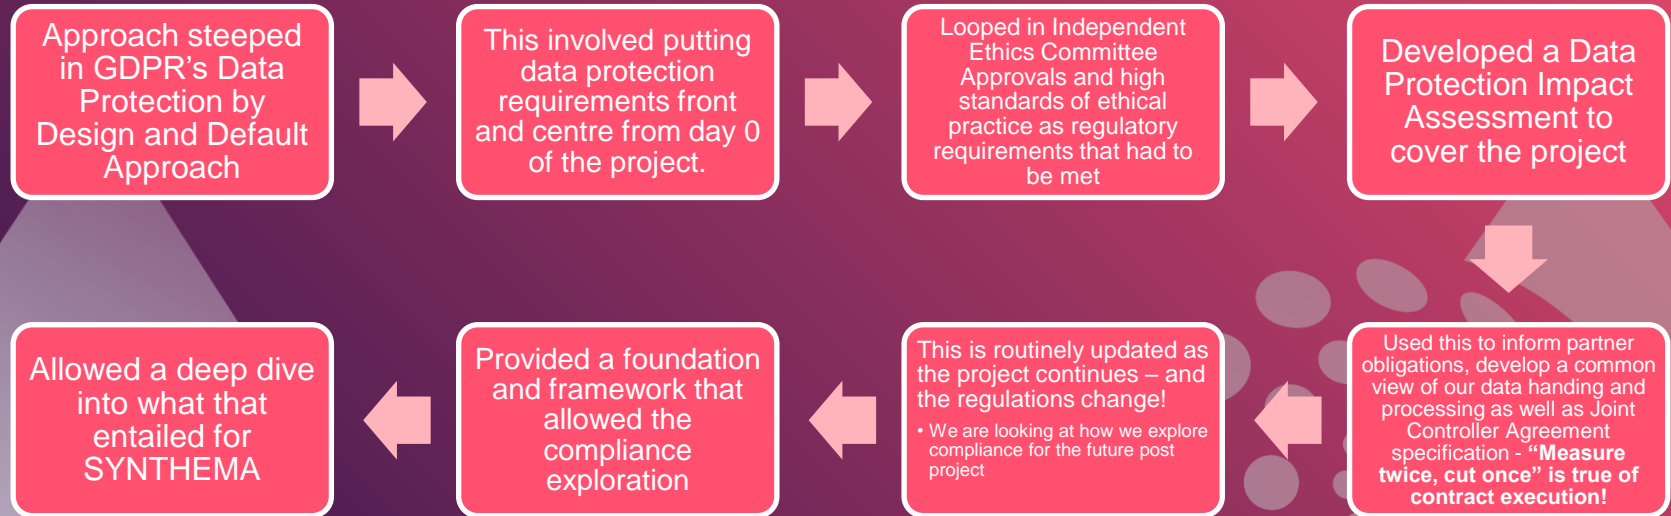 Approach steeped
in GDPR's Data
Protection by
Design and Default
Approach
This involved putting
data protection
requirements front
and centre from day 0
of the project.
Looped in Independent
Ethics Committee
Approvals and high
standards of ethical
practice as regulatory
requirements that had to
be met
Developed a Data
Protection Impact
Assessment to
cover the project
Used this to inform partner
obligations, develop a common
view of our data handing and
processing as well as Joint
Controller Agreement
specification - “Measure
twice, cut once” is true of
contract execution!
This is routinely updated as
the project continues – and
the regulations change!
• We are looking at how we explore
compliance for the future post
project
Provided a foundation
and framework that
allowed the
compliance
exploration
Allowed a deep dive
into what that
entailed for
SYNTHEMA